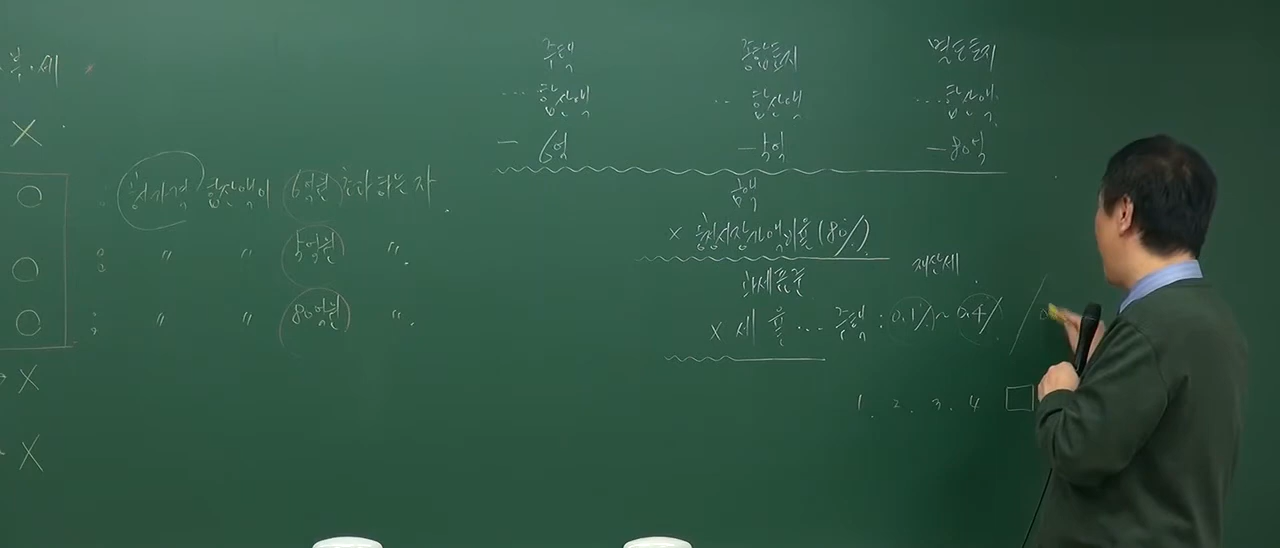 부·세
X
공시가격 합산액이 6억원 초과하는 자.
: " " 5억원 ".
: " " 80억원 ".
→ X
→ X
주택 종합토지 별도토지
… 합산액 ‥ 합산액 … 합산액.
− 6억 − 5억 − 80억
금액
× 공정시장가액비율(80%)
과세표준 재산세
× 세율 … 주택 : 0.1% ~ 0.4% /
1. 2. 3. 4